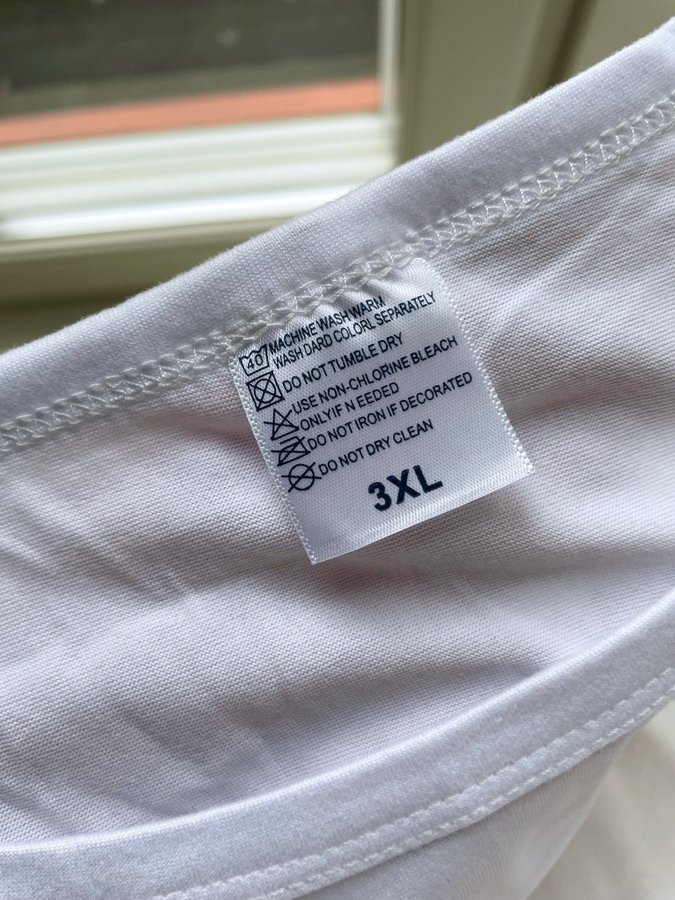 40 MACHINE WASH WARM
WASH DARD COLORL SEPARATELY
DO NOT TUMBLE DRY
USE NON-CHLORINE BLEACH
ONLYIF N EEDED
DO NOT IRON IF DECORATED
DO NOT DRY CLEAN
3XL